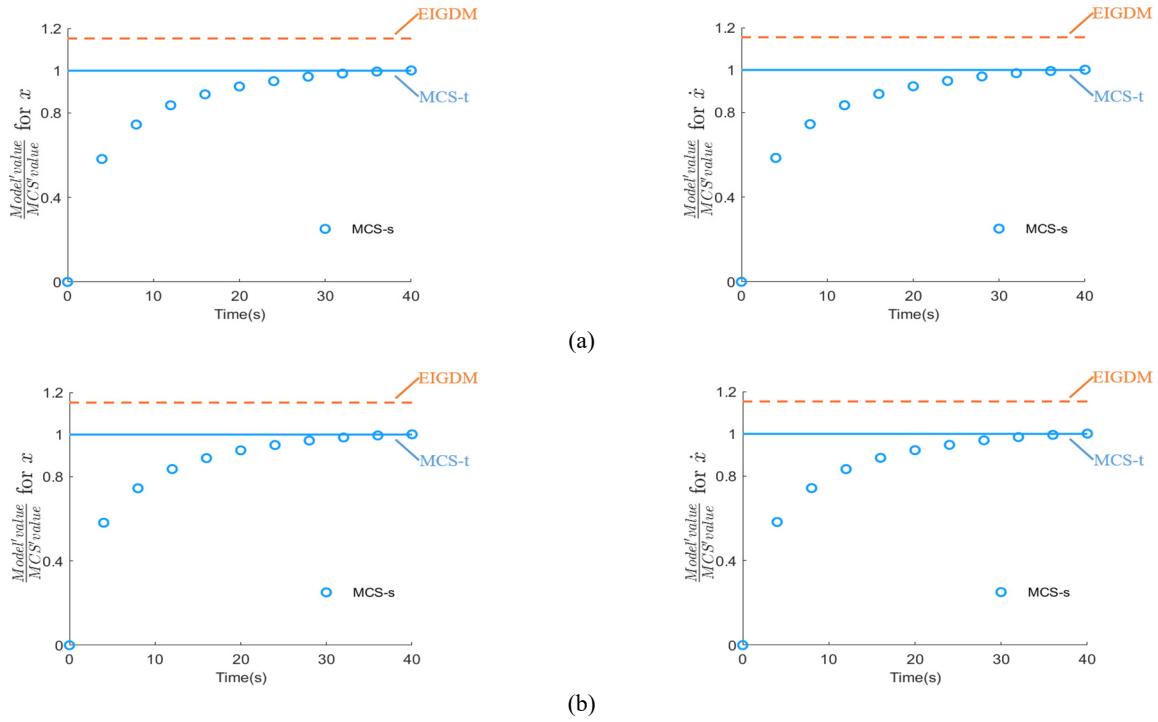 EIGDM
EIGDM
1.2
1
0.8
0.4
0
Model'value
MCS'value
for x
MCS-t
MCS-s
0 10 20 30 40
Time(s)
1.2
1
0.8
0.4
0
Model'value
MCS'value
for ẋ
MCS-t
MCS-s
0 10 20 30 40
Time(s)
(a)
EIGDM
1.2
1
0.8
0.4
0
Model'value
MCS'value
for x
MCS-t
MCS-s
0 10 20 30 40
Time(s)
EIGDM
1.2
1
0.8
0.4
0
Model'value
MCS'value
for ẋ
MCS-t
MCS-s
0 10 20 30 40
Time(s)
(b)